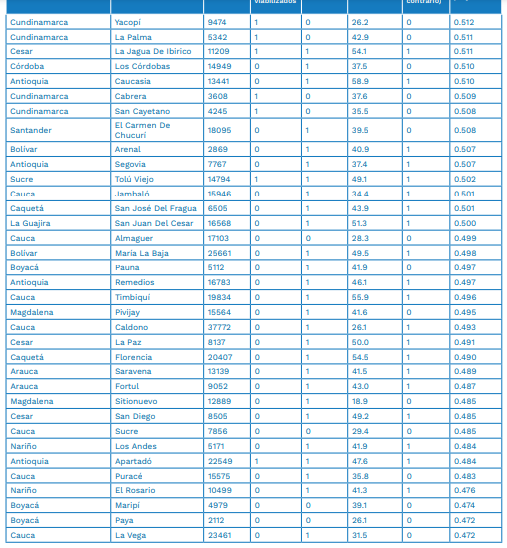 viabilizados contrario)
Cundinamarca Yacopí 9474 1 0 26.2 0 0.512
Cundinamarca La Palma 5342 1 0 42.9 0 0.511
Cesar La Jagua De Ibirico 11209 1 1 54.1 1 0.511
Córdoba Los Córdobas 14949 0 1 37.5 0 0.510
Antioquia Caucasia 13441 0 1 58.9 1 0.510
Cundinamarca Cabrera 3608 1 0 37.6 0 0.509
Cundinamarca San Cayetano 4245 1 0 35.5 0 0.508
Santander El Carmen De Chucurí 18095 0 1 39.5 0 0.508
Bolívar Arenal 2869 0 1 40.9 1 0.507
Antioquia Segovia 7767 0 1 37.4 1 0.507
Sucre Tolú Viejo 14794 1 1 49.1 1 0.502
Cauca Jambaló 15946 0 1 34.4 1 0.501
Caquetá San José Del Fragua 6505 0 1 43.9 1 0.501
La Guajira San Juan Del Cesar 16568 0 1 51.3 1 0.500
Cauca Almaguer 17103 0 0 28.3 0 0.499
Bolívar María La Baja 25661 0 1 49.5 1 0.498
Boyacá Pauna 5112 0 1 41.9 0 0.497
Antioquia Remedios 16783 0 1 46.1 1 0.497
Cauca Timbiquí 19834 0 1 55.9 1 0.496
Magdalena Pivijay 15564 0 1 41.6 0 0.495
Cauca Caldono 37772 0 1 26.1 1 0.493
Cesar La Paz 8137 0 1 50.0 1 0.491
Caquetá Florencia 20407 0 1 54.5 1 0.490
Arauca Saravena 13139 0 1 41.5 1 0.489
Arauca Fortul 9052 0 1 43.0 1 0.487
Magdalena Sitionuevo 12889 0 1 18.9 0 0.485
Cesar San Diego 8505 0 1 49.2 1 0.485
Cauca Sucre 7856 0 0 29.4 0 0.485
Nariño Los Andes 5171 0 1 41.9 1 0.484
Antioquia Apartadó 22549 1 1 47.6 1 0.484
Cauca Puracé 15575 0 1 35.8 0 0.483
Nariño El Rosario 10499 0 1 41.3 1 0.476
Boyacá Maripí 4979 0 0 39.1 0 0.474
Boyacá Paya 2112 0 0 26.1 0 0.472
Cauca La Vega 23461 0 1 31.5 0 0.472